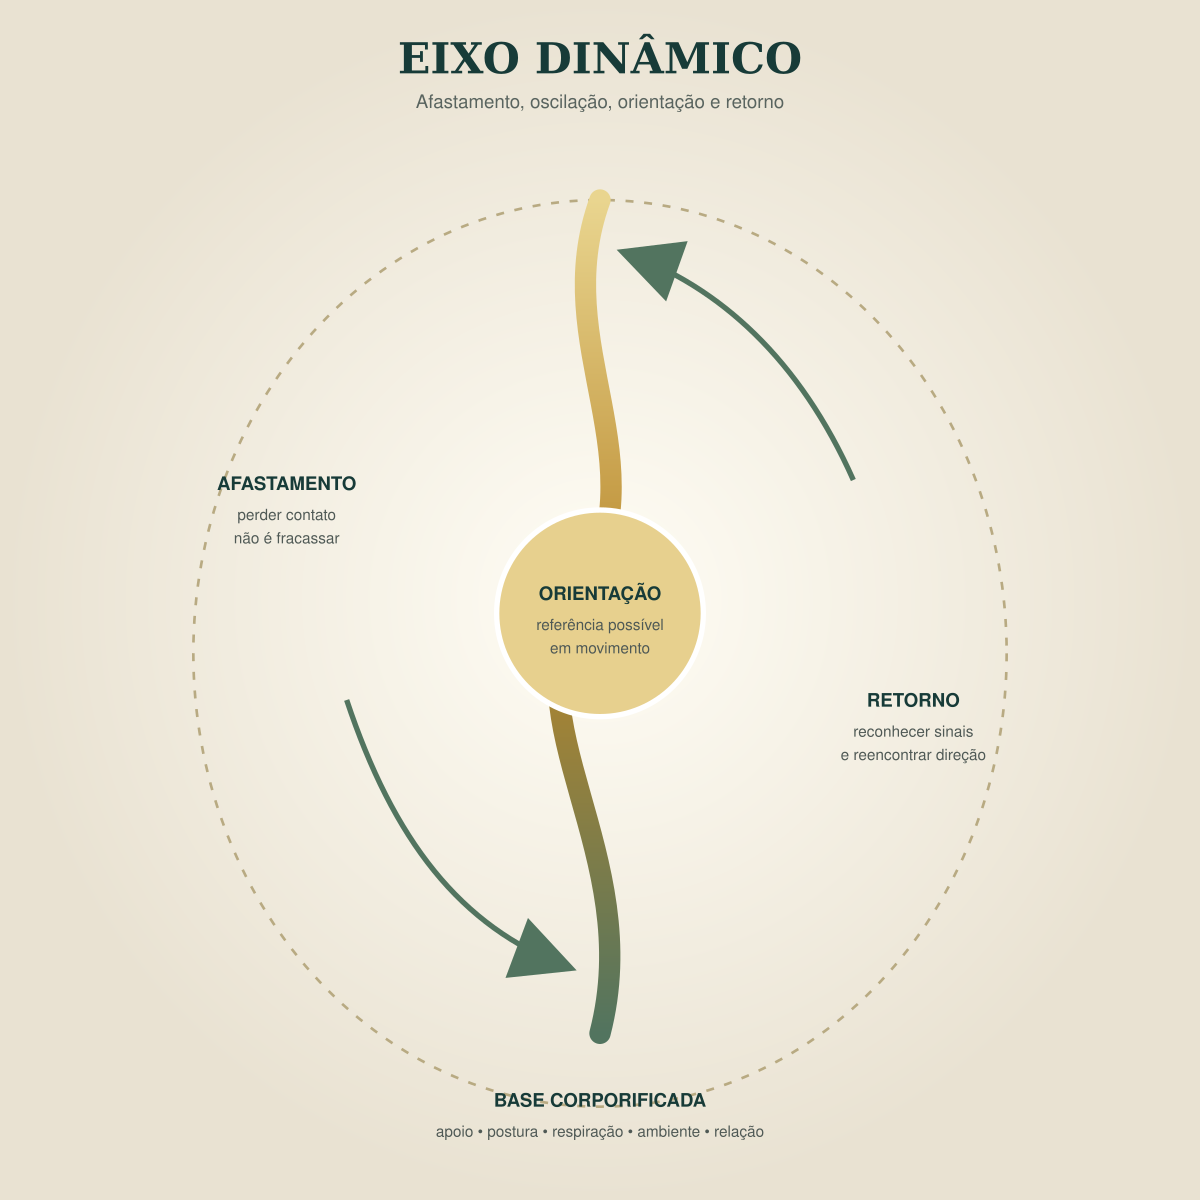 EIXO DINÂMICO
Afastamento, oscilação, orientação e retorno
AFASTAMENTO
perder contato
não é fracassar
ORIENTAÇÃO
referência possível
em movimento
RETORNO
reconhecer sinais
e reencontrar direção
BASE CORPORIFICADA
apoio • postura • respiração • ambiente • relação